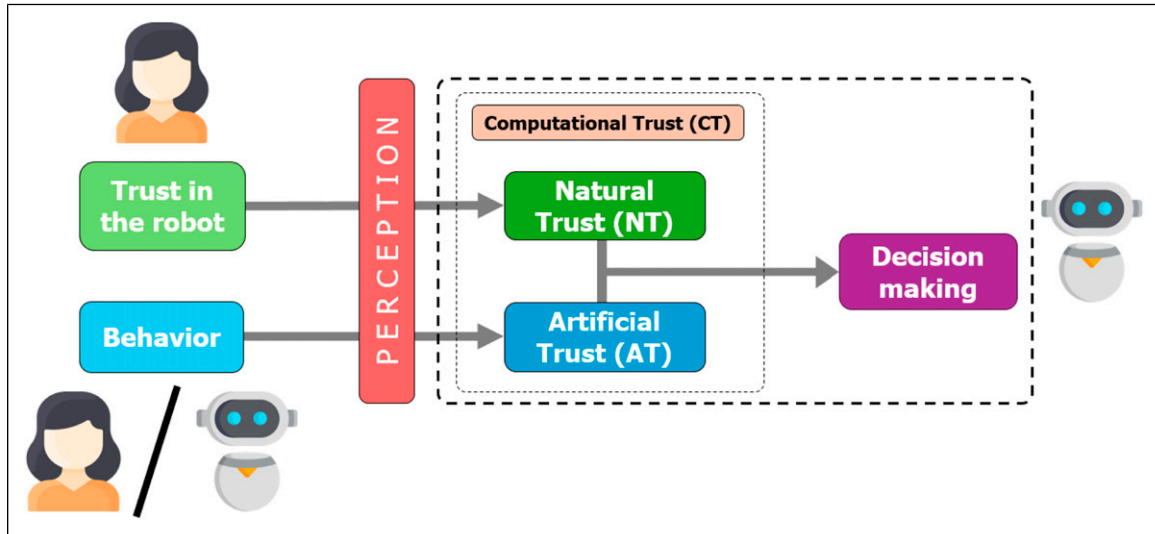 Computational Trust (CT)
Trust in
the robot
PERCEPTION
Natural
Trust (NT)
Decision
making
Behavior
Artificial
Trust (AT)